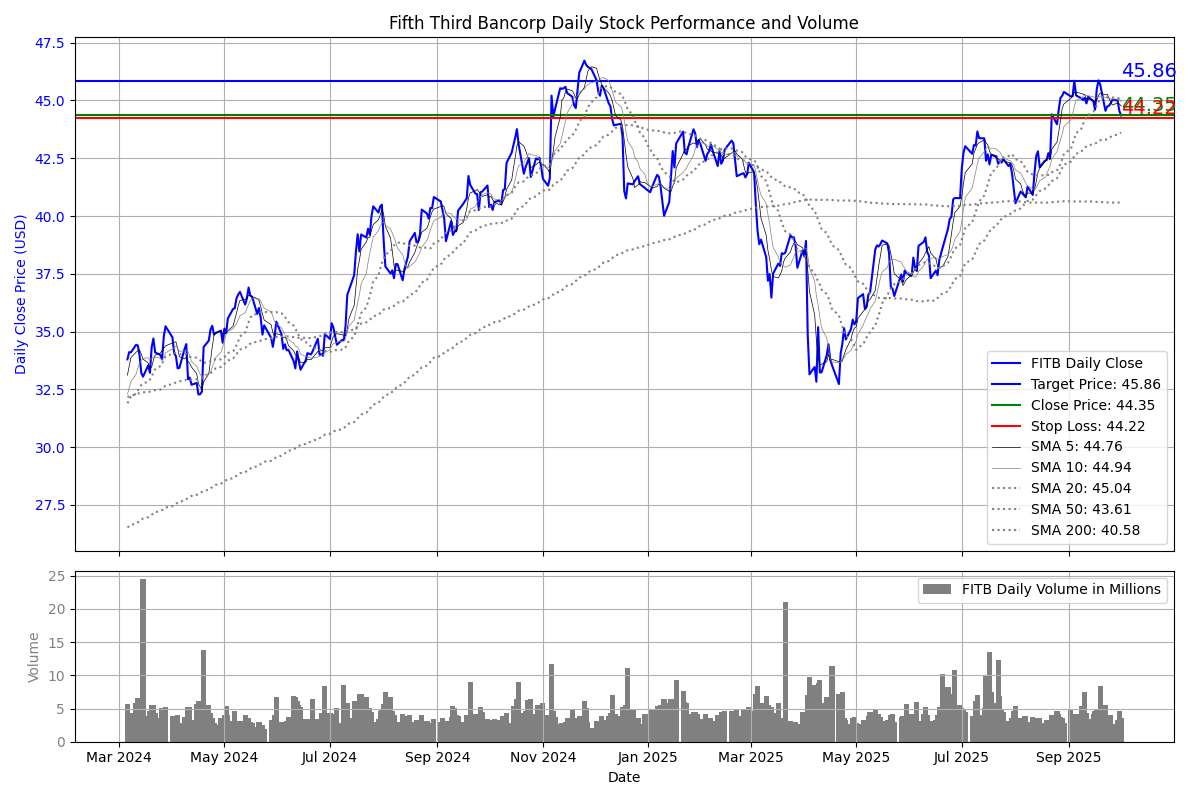 Fifth Third Bancorp Daily Stock Performance and Volume
Daily Close Price (USD)
47.5
45.0
42.5
40.0
37.5
35.0
32.5
30.0
27.5
45.86
44.35
44.22
FITB Daily Close
Target Price: 45.86
Close Price: 44.35
Stop Loss: 44.22
SMA 5: 44.76
SMA 10: 44.94
SMA 20: 45.04
SMA 50: 43.61
SMA 200: 40.58
Volume
25
20
15
10
5
0
FITB Daily Volume in Millions
Mar 2024 May 2024 Jul 2024 Sep 2024 Nov 2024 Jan 2025 Mar 2025 May 2025 Jul 2025 Sep 2025
Date